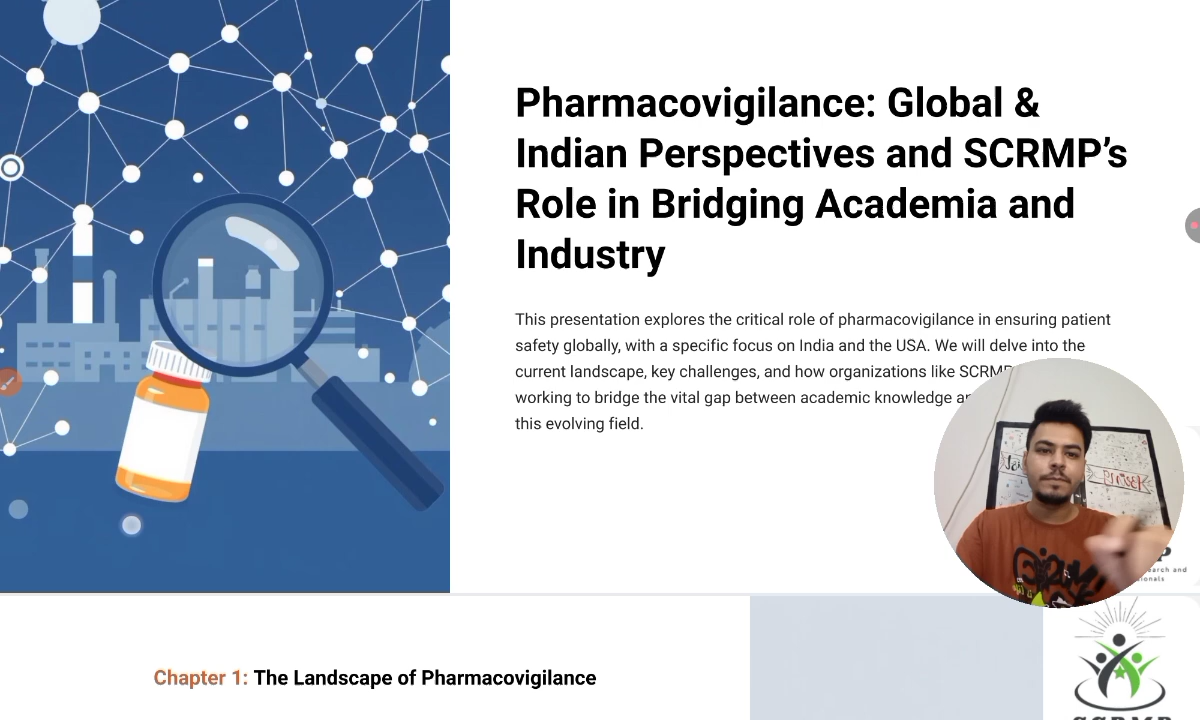 Pharmacovigilance: Global &
Indian Perspectives and SCRMP's
Role in Bridging Academia and
Industry
This presentation explores the critical role of pharmacovigilance in ensuring patient
safety globally, with a specific focus on India and the USA. We will delve into the
current landscape, key challenges, and how organizations like SCRMP
working to bridge the vital gap between academic knowledge
this evolving field.
Chapter 1: The Landscape of Pharmacovigilance